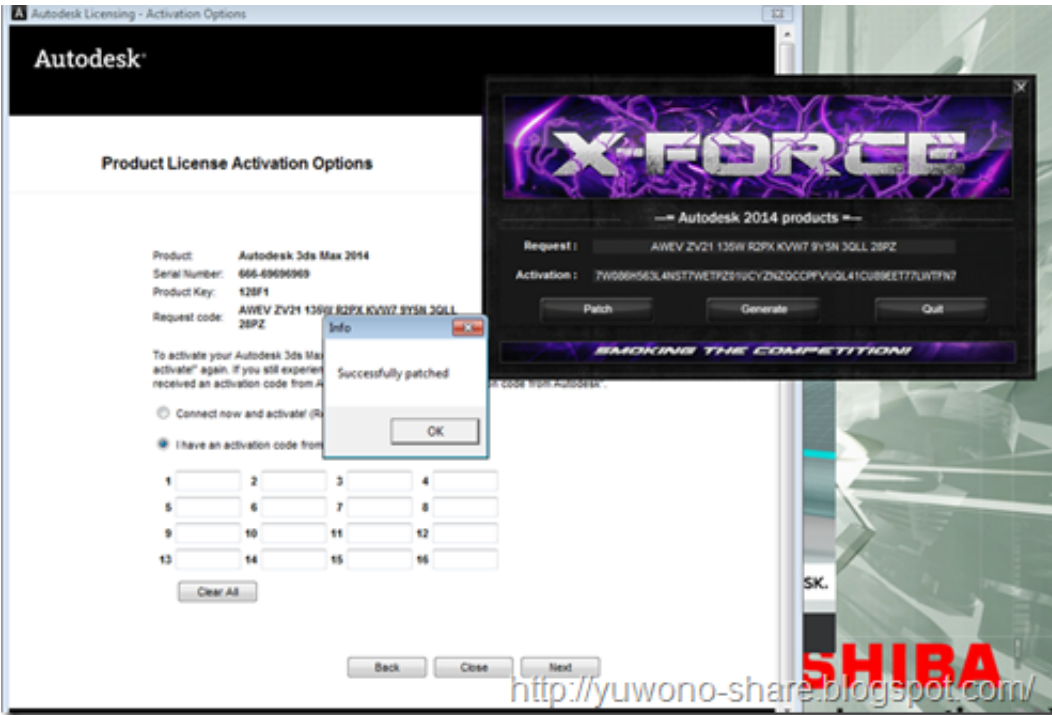 Autodesk Licensing - Activation Options
Autodesk
Product License Activation Options
Product: Autodesk 3ds Max 2014
Serial Number: 666-69696969
Product Key: 128F1
Request code: AWEV ZV21 135W R2PX KVW7 9Y5N 3QLL
28PZ
To activate your Autodesk 3ds Max
activate!" again. If you still experien
received an activation code from A
n code from Autodesk".
Connect now and activate! (R
I have an activation code from
1 2 3 4
5 6 7 8
9 10 11 12
13 14 15 16
Clear All
Back Close Next
Info
Successfully patched
OK
X-FORCE
--= Autodesk 2014 products =--
Request : AWEV ZV21 135W R2PX KVW7 9Y5N 3QLL 28PZ
Activation :
Patch Generate Quit
SMOKING THE COMPETITION!
SK.
SHIBA
http://yuwono-share.blogspot.com/